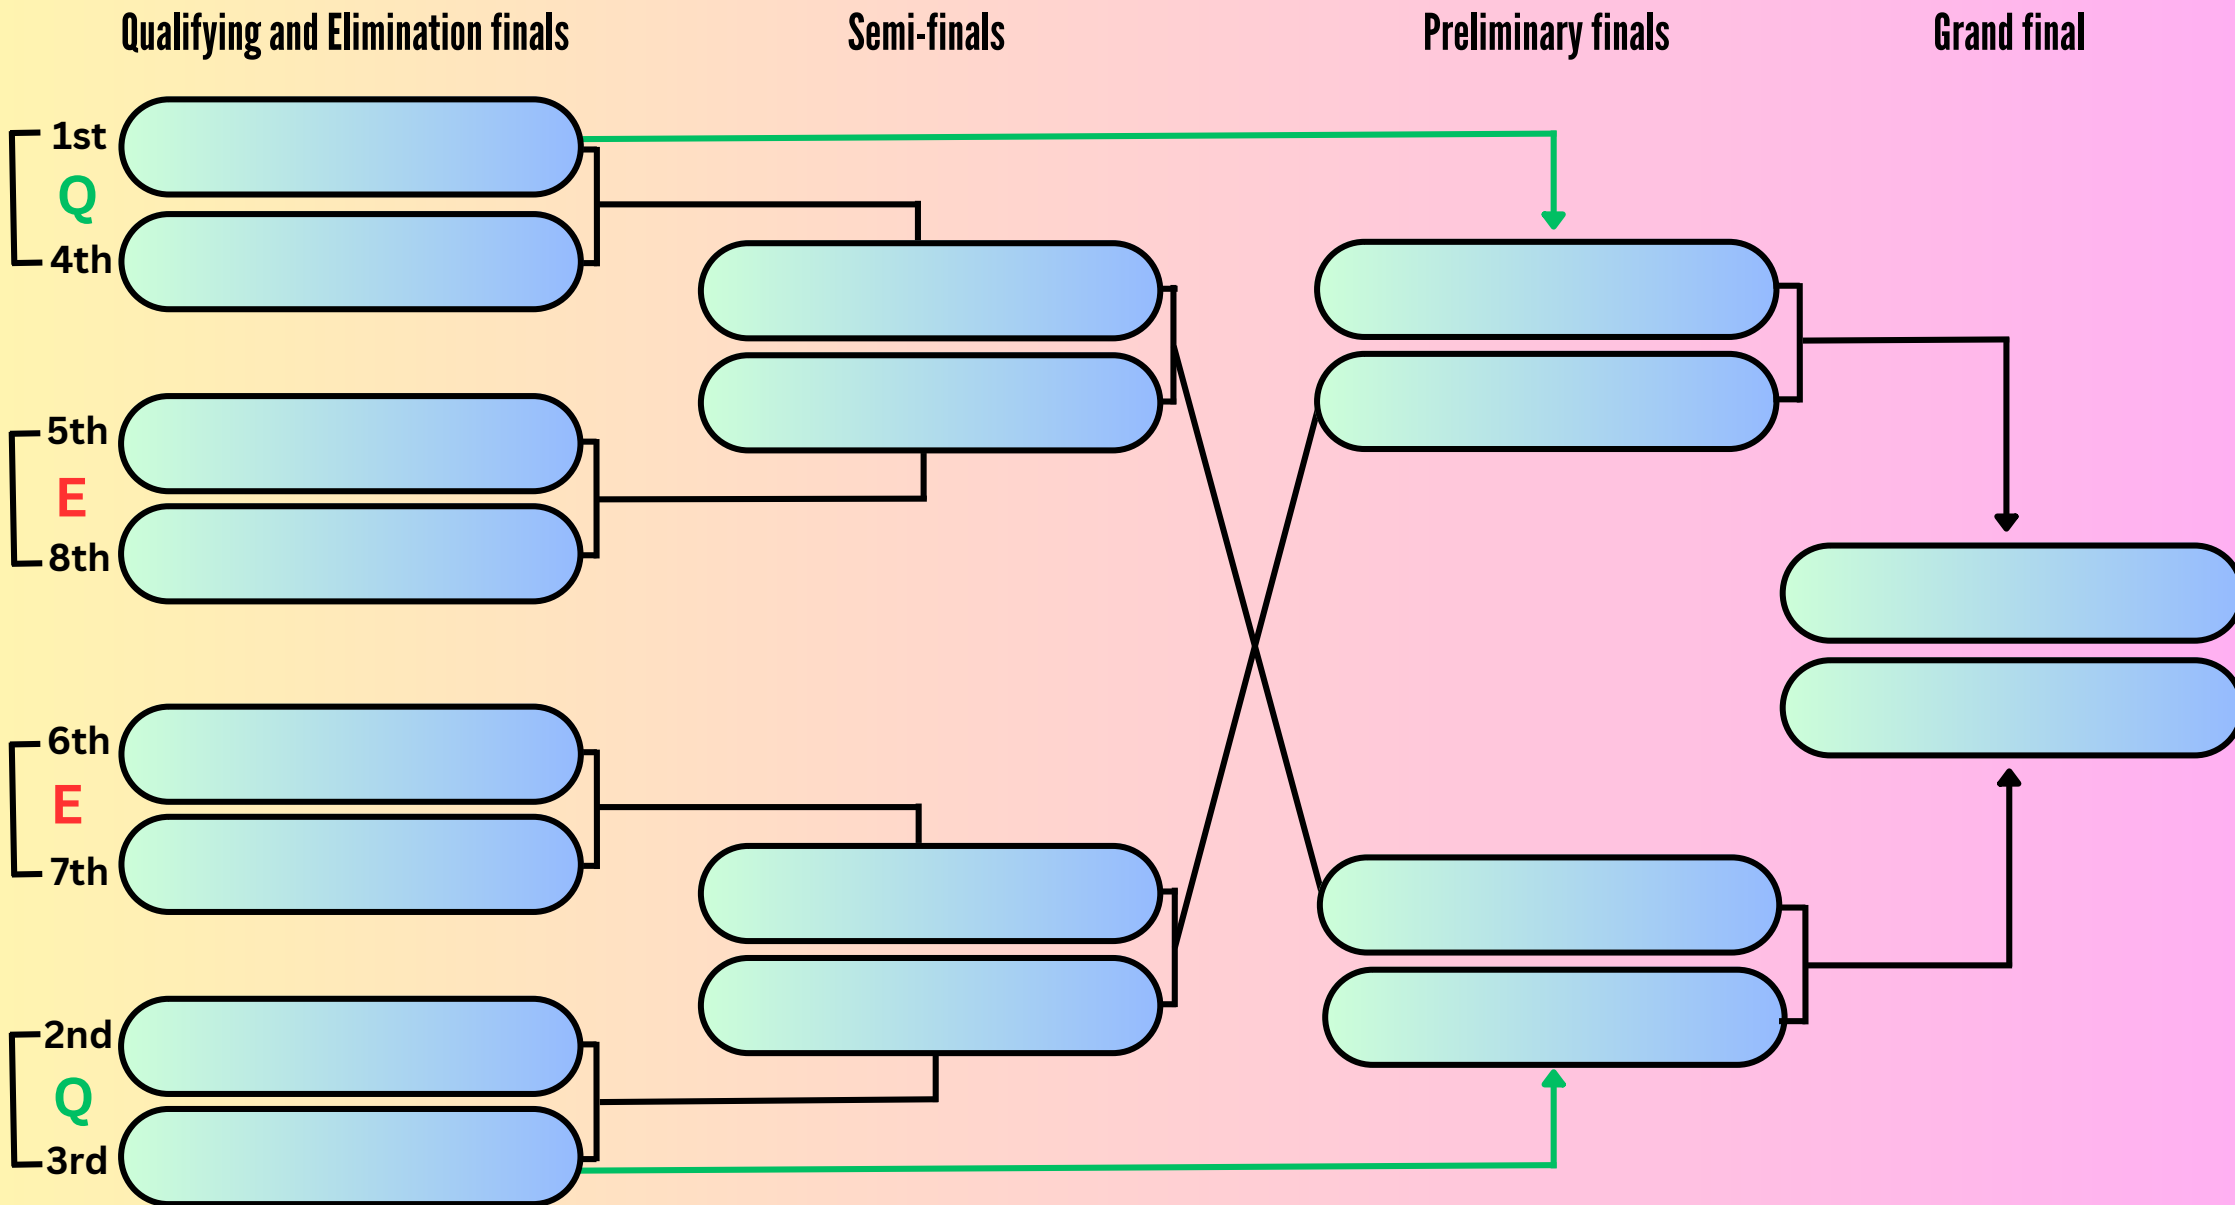 Qualifying and Elimination finals
Semi-finals
Preliminary finals
Grand final
1st
Q
4th
5th
E
8th
6th
E
7th
2nd
Q
3rd